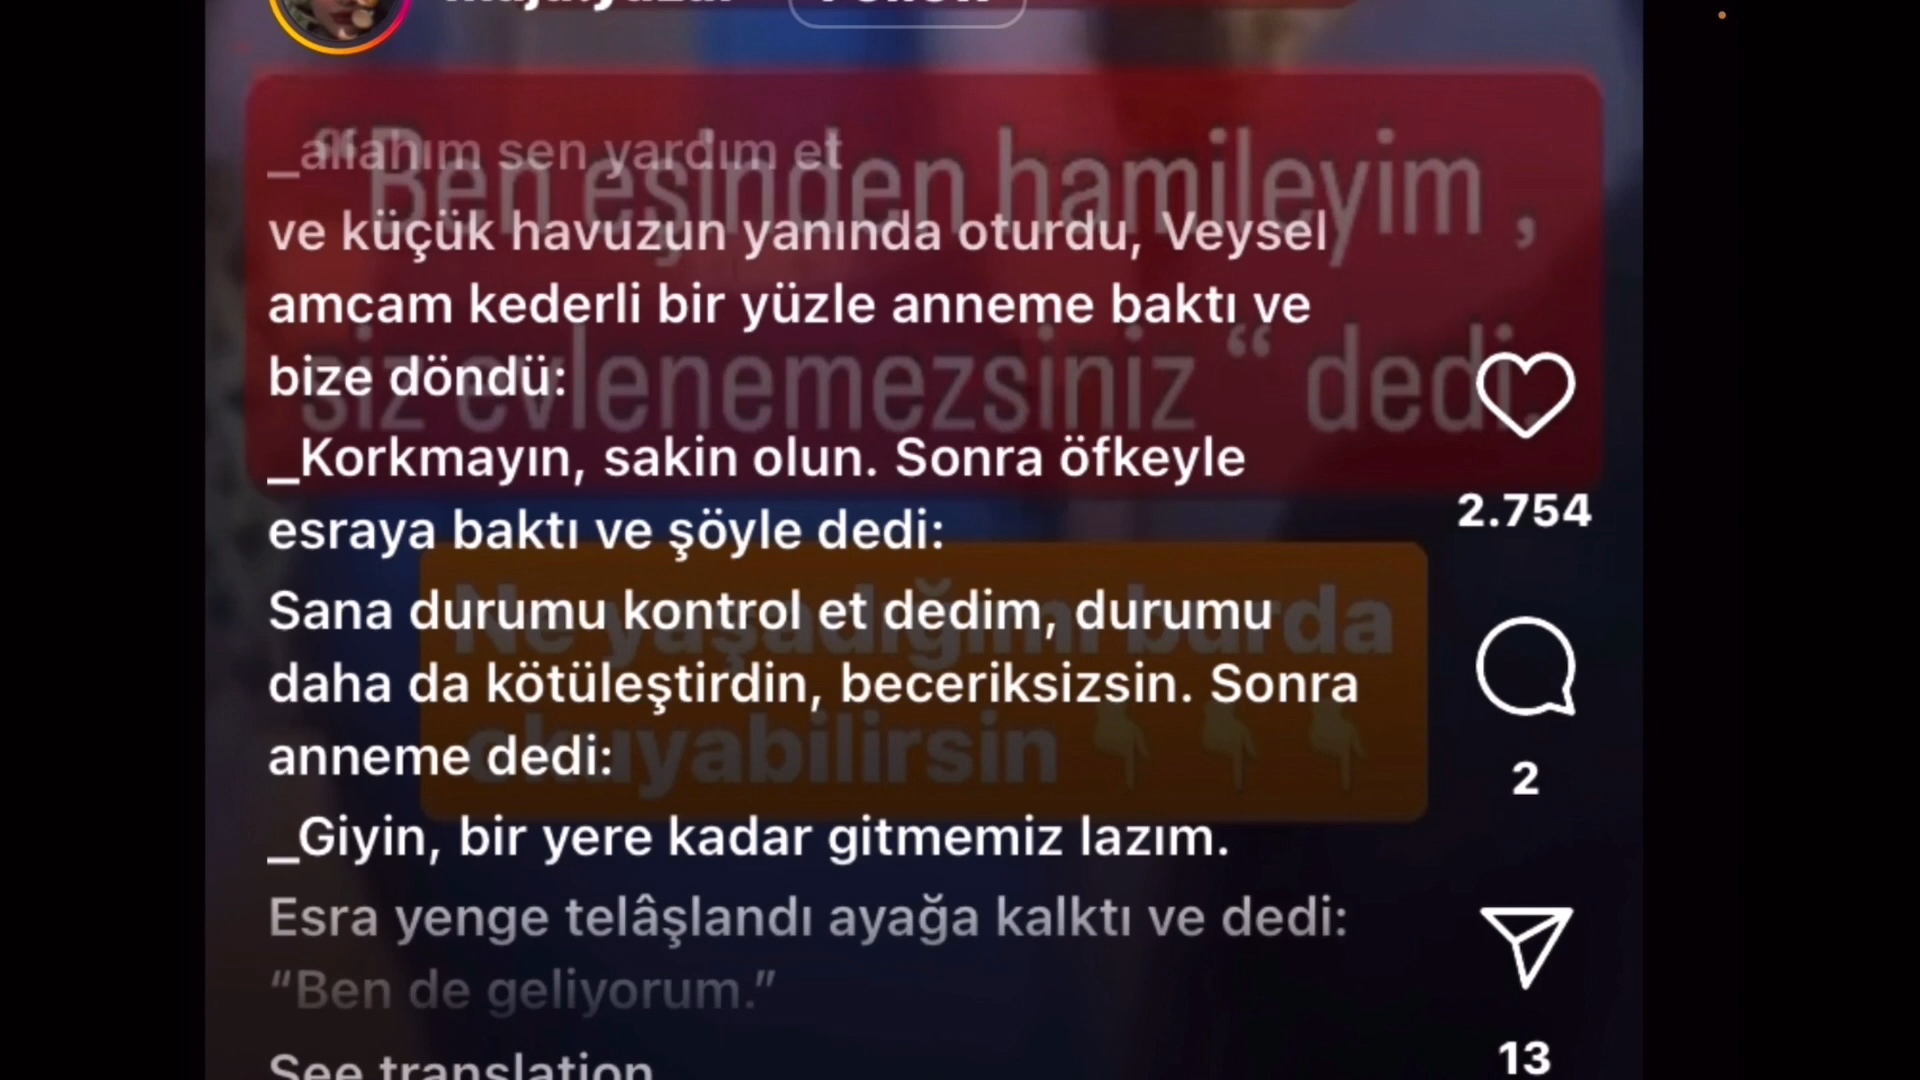 Follow
_allahım sen yardım et
ve küçük havuzun yanında oturdu, Veysel
amcam kederli bir yüzle anneme baktı ve
bize döndü:
_Korkmayın, sakin olun. Sonra öfkeyle
esraya baktı ve şöyle dedi:
Sana durumu kontrol et dedim, durumu
daha da kötüleştirdin, beceriksizsin. Sonra
anneme dedi:
_Giyin, bir yere kadar gitmemiz lazım.
Esra yenge telâşlandı ayağa kalktı ve dedi:
“Ben de geliyorum.”
See translation
“Ben eşinden hamileyim ,
siz evlenemezsiniz “ dedi.
Ne yaşadığımı burda
okuyabilirsin 👇👇👇
2.754
2
13